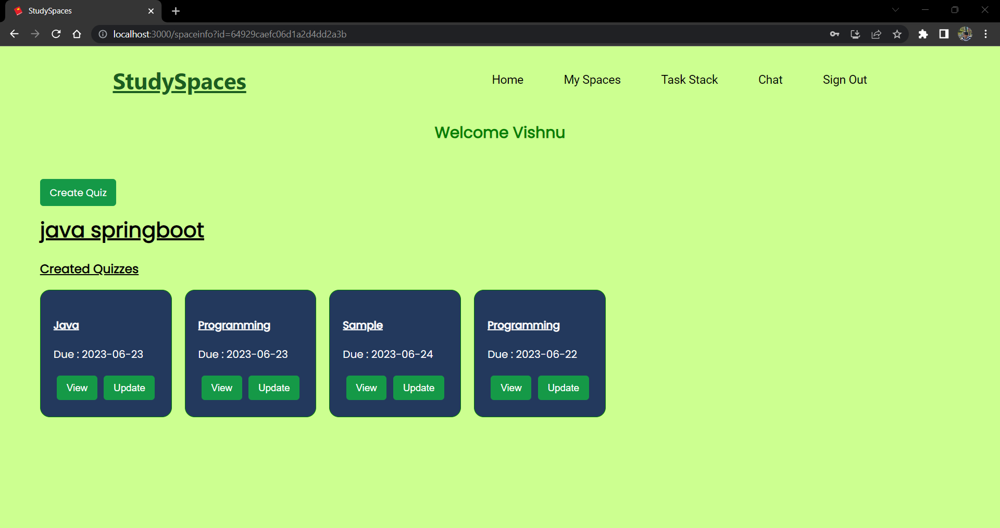 StudySpaces
localhost:3000/spaceinfo?id=64929caefc06d1a2d4dd2a3b
StudySpaces Home My Spaces Task Stack Chat Sign Out
Welcome Vishnu
Create Quiz
java springboot
Created Quizzes
Java Programming Sample Programming
Due : 2023-06-23 Due : 2023-06-23 Due : 2023-06-24 Due : 2023-06-22
View Update View Update View Update View Update